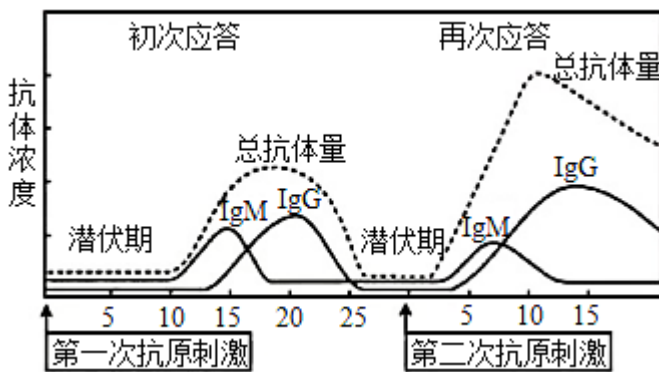 初次应答
再次应答
总抗体量
总抗体量
抗体浓度
IgM
IgG
IgG
IgM
潜伏期
潜伏期
5 10 15 20 25 5 10 15
第一次抗原刺激
第二次抗原刺激